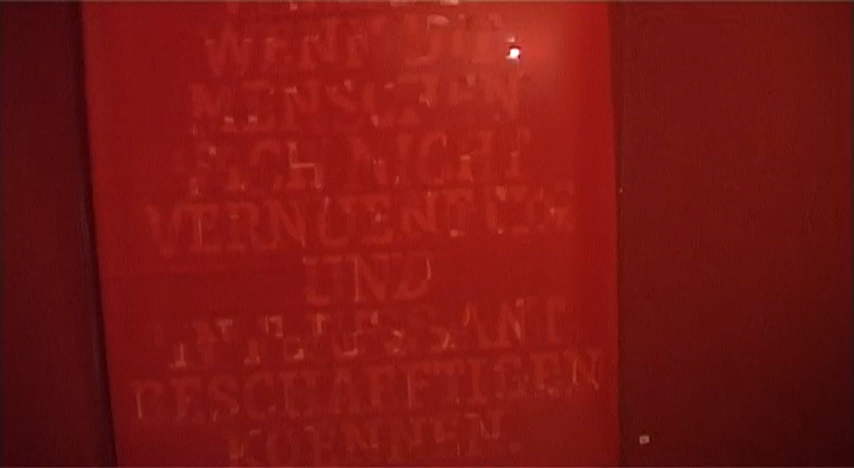 WENN DIE
MENSCHEN
SICH NICHT
VERNUENFTIG
UND
INTERESSANT
BESCHAEFTIGEN
KOENNEN.